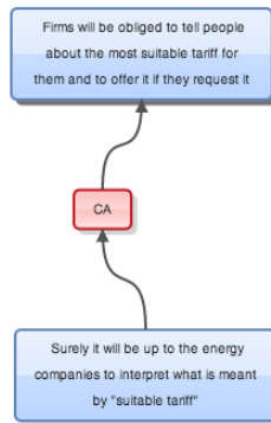 Firms will be obliged to tell people
about the most suitable tariff for
them and to offer it if they request it
CA
Surely it will be up to the energy
companies to interpret what is meant
by "suitable tariff"